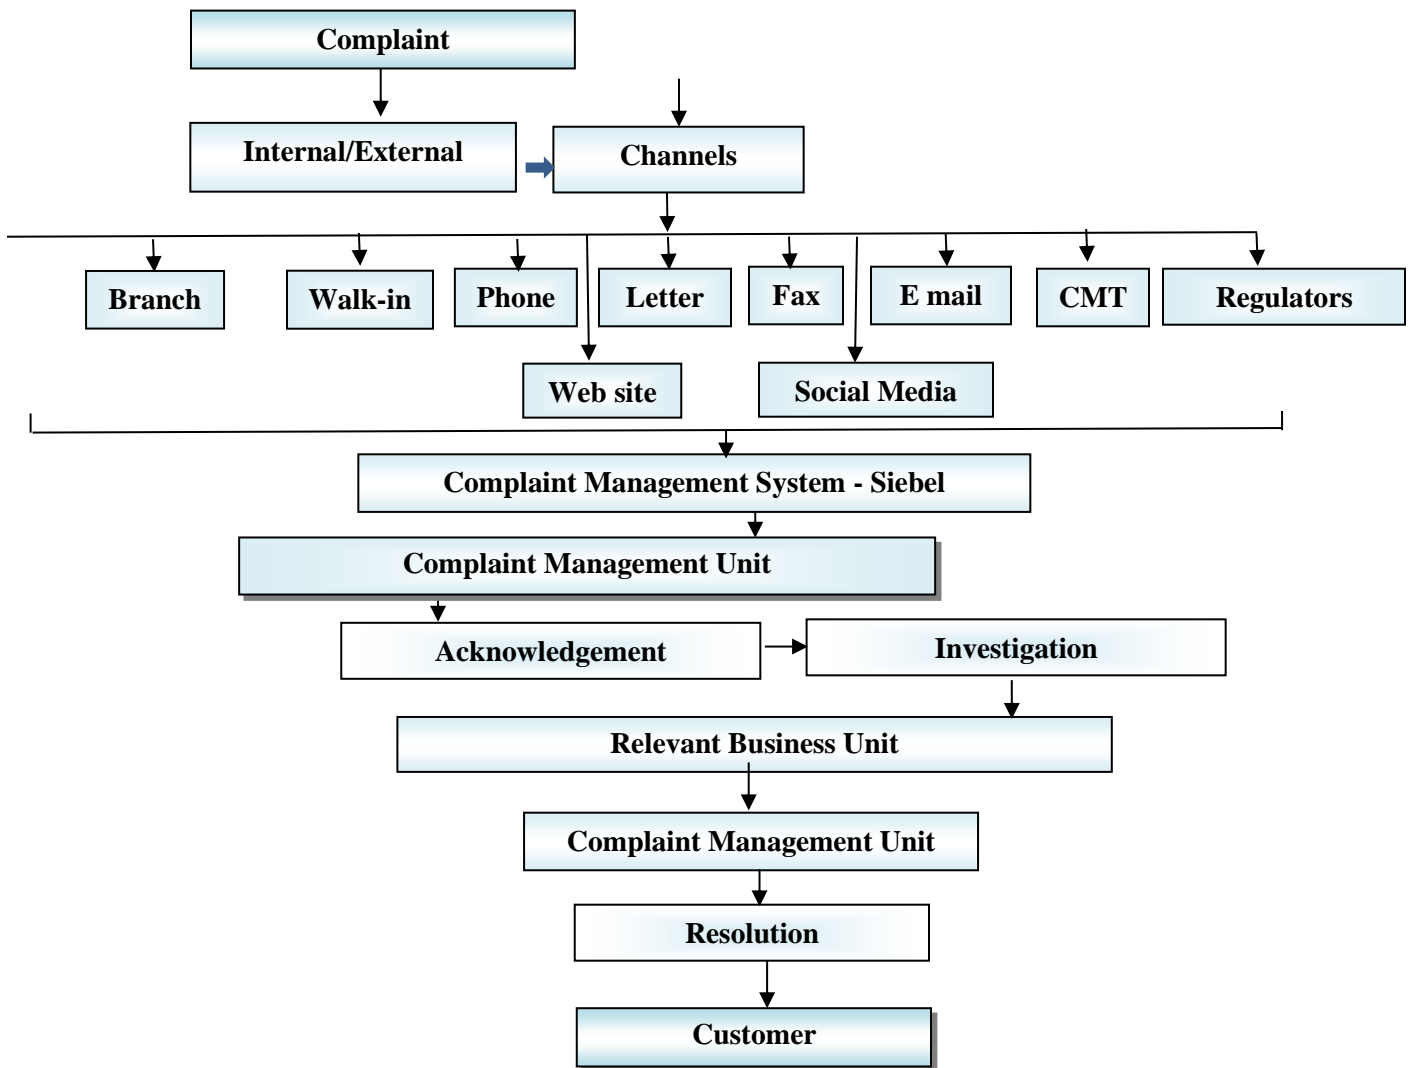 Complaint
Internal/External
Channels
Branch
Walk-in
Phone
Letter
Fax
E mail
CMT
Regulators
Web site
Social Media
Complaint Management System - Siebel
Complaint Management Unit
Acknowledgement
Investigation
Relevant Business Unit
Complaint Management Unit
Resolution
Customer